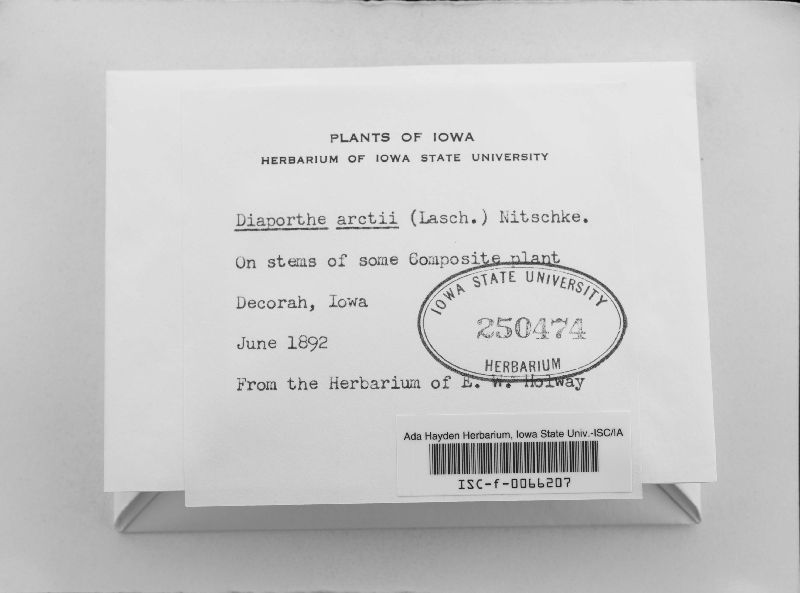 PLANTS OF IOWA
HERBARIUM OF IOWA STATE UNIVERSITY
Diaporthe arctii (Lasch.) Nitschke.
On stems of some Composite plant
Decorah, Iowa
June 1892
From the Herbarium of E. W. Holway
IOWA STATE UNIVERSITY
250474
HERBARIUM
Ada Hayden Herbarium, Iowa State Univ.-ISC/IA
ISC-f-0066207